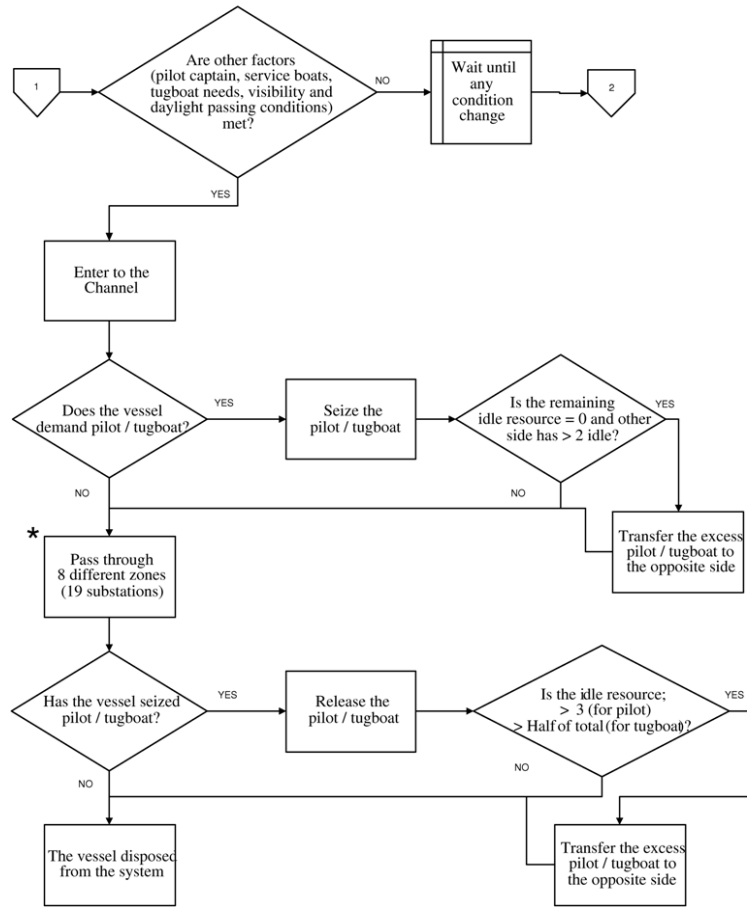 1
Are other factors
(pilot captain, service boats,
tugboat needs, visibility and
daylight passing conditions)
met?
NO
Wait until
any
condition
change
2
YES
Enter to the
Channel
Does the vessel
demand pilot / tugboat?
YES
Seize the
pilot / tugboat
Is the remaining
idle resource = 0 and other
side has > 2 idle?
YES
NO
NO
Transfer the excess
pilot / tugboat to
the opposite side
*
Pass through
8 different zones
(19 substations)
Has the vessel seized
pilot / tugboat?
YES
Release the
pilot / tugboat
Is the idle resource;
> 3 (for pilot)
> Half of total (for tugboat)?
YES
NO
NO
The vessel disposed
from the system
Transfer the excess
pilot / tugboat to
the opposite side